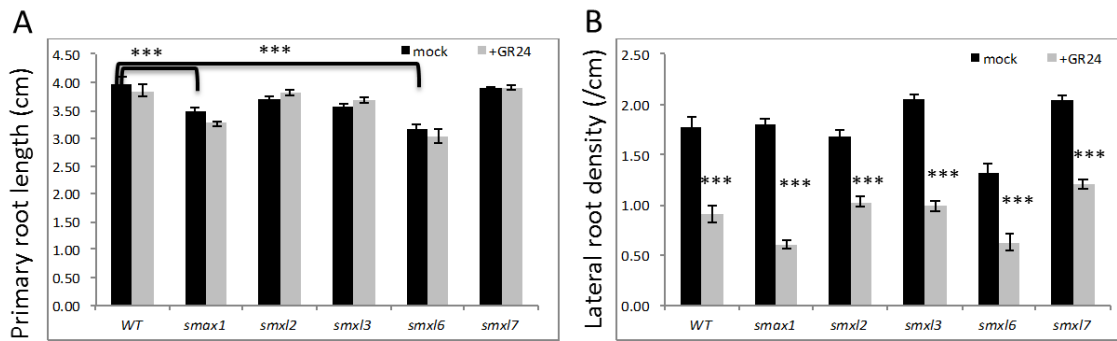 A
*** ***
mock +GR24
Primary root length (cm)
4.50
4.00
3.50
3.00
2.50
2.00
1.50
1.00
0.50
0.00
WT smax1 smxl2 smxl3 smxl6 smxl7
B
mock +GR24
Lateral root density (/cm)
2.50
2.00
1.50
1.00
0.50
0.00
*** *** *** *** *** ***
WT smax1 smxl2 smxl3 smxl6 smxl7